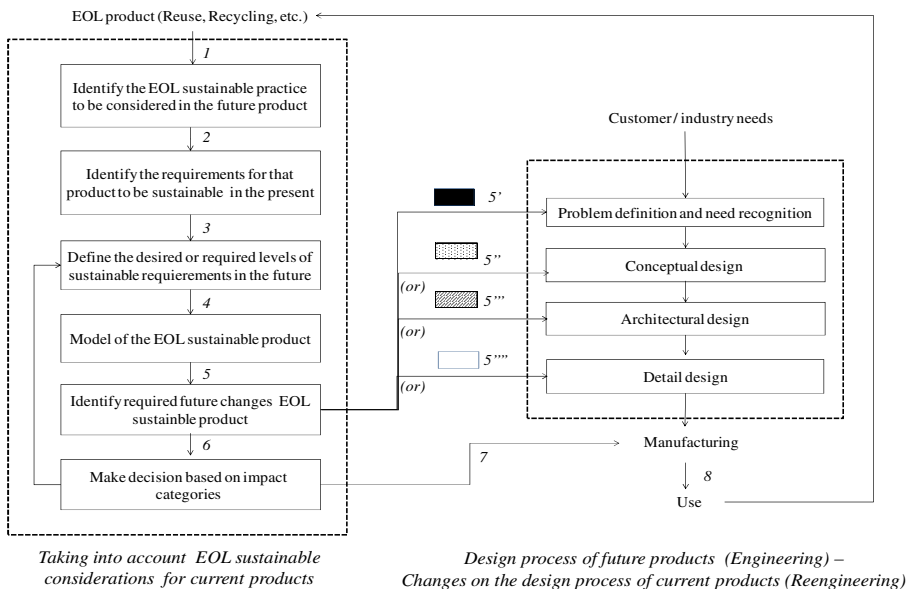 EOL product (Reuse, Recycling, etc.)
1
Identify the EOL sustainable practice
to be considered in the future product
2
Identify the requirements for that
product to be sustainable in the present
3
Define the desired or required levels of
sustainable requierements in the future
4
Model of the EOL sustainable product
5
Identify required future changes EOL
sustainble product
6
Make decision based on impact
categories
Taking into account EOL sustainable
considerations for current products
5'
5''
(or)
5'''
(or)
5''''
(or)
7
Customer / industry needs
Problem definition and need recognition
Conceptual design
Architectural design
Detail design
Manufacturing
8
Use
Design process of future products (Engineering) –
Changes on the design process of current products (Reengineering)